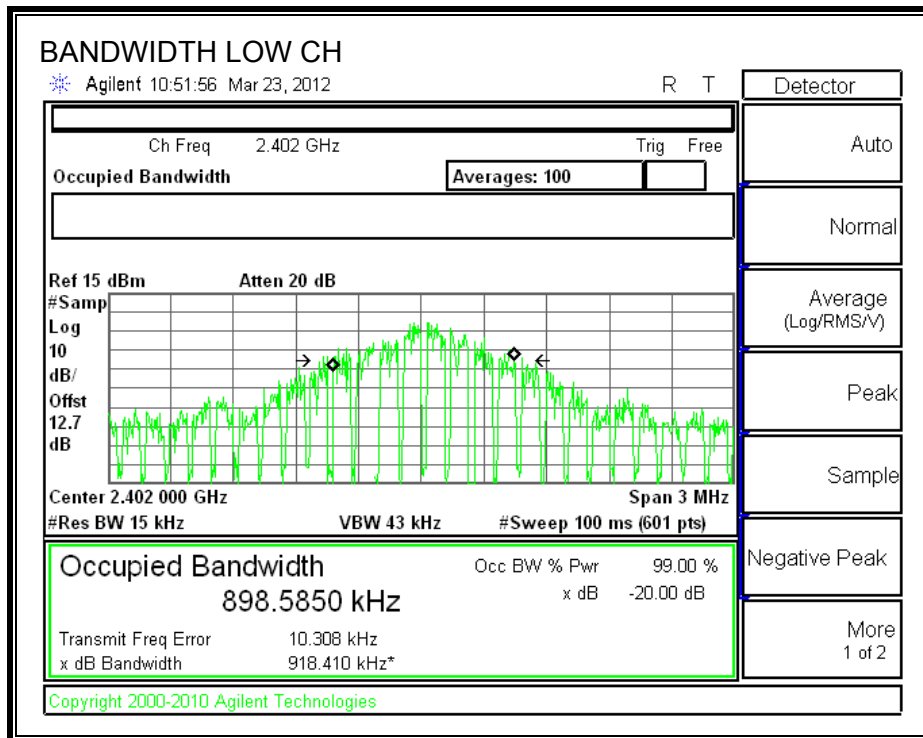 BANDWIDTH LOW CH
Agilent 10:51:56 Mar 23, 2012 R T Detector
Ch Freq 2.402 GHz Trig Free
Auto
Occupied Bandwidth Averages: 100
Normal
Ref 15 dBm Atten 20 dB
#Samp
Log
10
dB/
Offst
12.7
dB
Average
(Log/RMS/V)
Peak
Sample
Center 2.402 000 GHz Span 3 MHz
#Res BW 15 kHz VBW 43 kHz #Sweep 100 ms (601 pts)
Occupied Bandwidth Occ BW % Pwr 99.00 %
Negative Peak
898.5850 kHz x dB -20.00 dB
Transmit Freq Error 10.308 kHz
x dB Bandwidth 918.410 kHz*
More
1 of 2
Copyright 2000-2010 Agilent Technologies